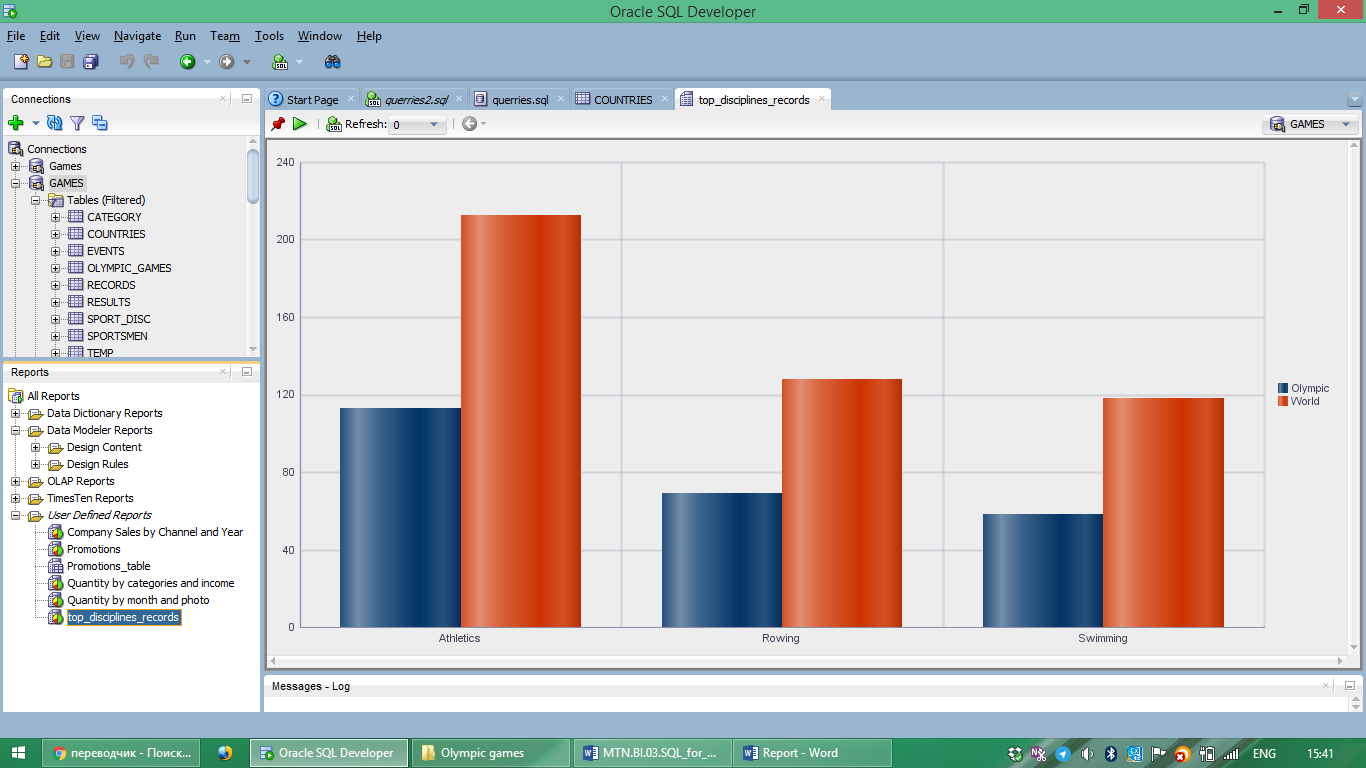 Oracle SQL Developer
File Edit View Navigate Run Team Tools Window Help
Connections
Connections
Games
GAMES
Tables (Filtered)
CATEGORY
COUNTRIES
EVENTS
OLYMPIC_GAMES
RECORDS
RESULTS
SPORT_DISC
SPORTSMEN
TEMP
Reports
All Reports
Data Dictionary Reports
Data Modeler Reports
Design Content
Design Rules
OLAP Reports
TimesTen Reports
User Defined Reports
Company Sales by Channel and Year
Promotions
Promotions_table
Quantity by categories and income
Quantity by month and photo
top_disciplines_records
Start Page querries2.sql querries.sql COUNTRIES top_disciplines_records
Refresh: 0 GAMES
240
200
160
120
80
40
0
Athletics Rowing Swimming
Olympic
World
Messages - Log
переводчик - Поиск... Oracle SQL Developer Olympic games MTN.BI.03.SQL_for_... Report - Word ENG 15:41